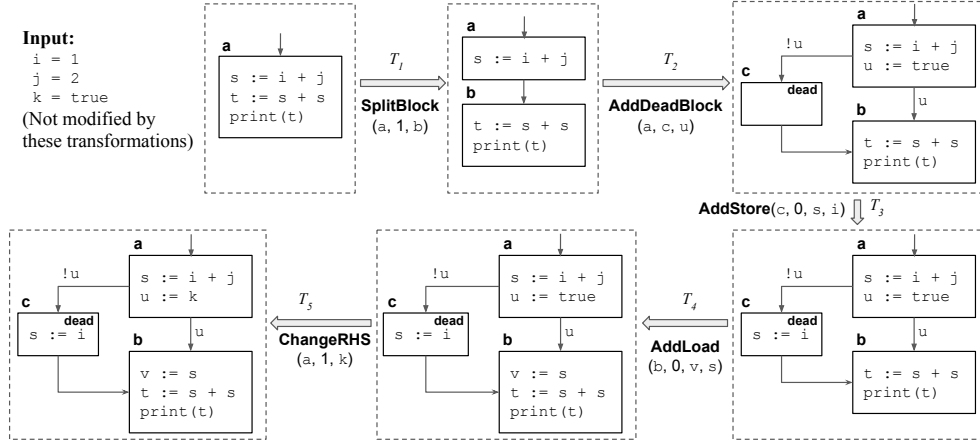 Input:
i = 1
j = 2
k = true
(Not modified by
these transformations)
a
s := i + j
t := s + s
print(t)
T1
SplitBlock
(a, 1, b)
a
s := i + j
b
t := s + s
print(t)
T2
AddDeadBlock
(a, c, u)
a
s := i + j
u := true
!u
c
dead
u
b
t := s + s
print(t)
AddStore(c, 0, s, i)
T3
a
s := i + j
u := true
!u
c
dead
s := i
u
b
t := s + s
print(t)
T4
AddLoad
(b, 0, v, s)
a
s := i + j
u := true
!u
c
dead
s := i
u
b
v := s
t := s + s
print(t)
T5
ChangeRHS
(a, 1, k)
a
s := i + j
u := k
!u
c
dead
s := i
u
b
v := s
t := s + s
print(t)